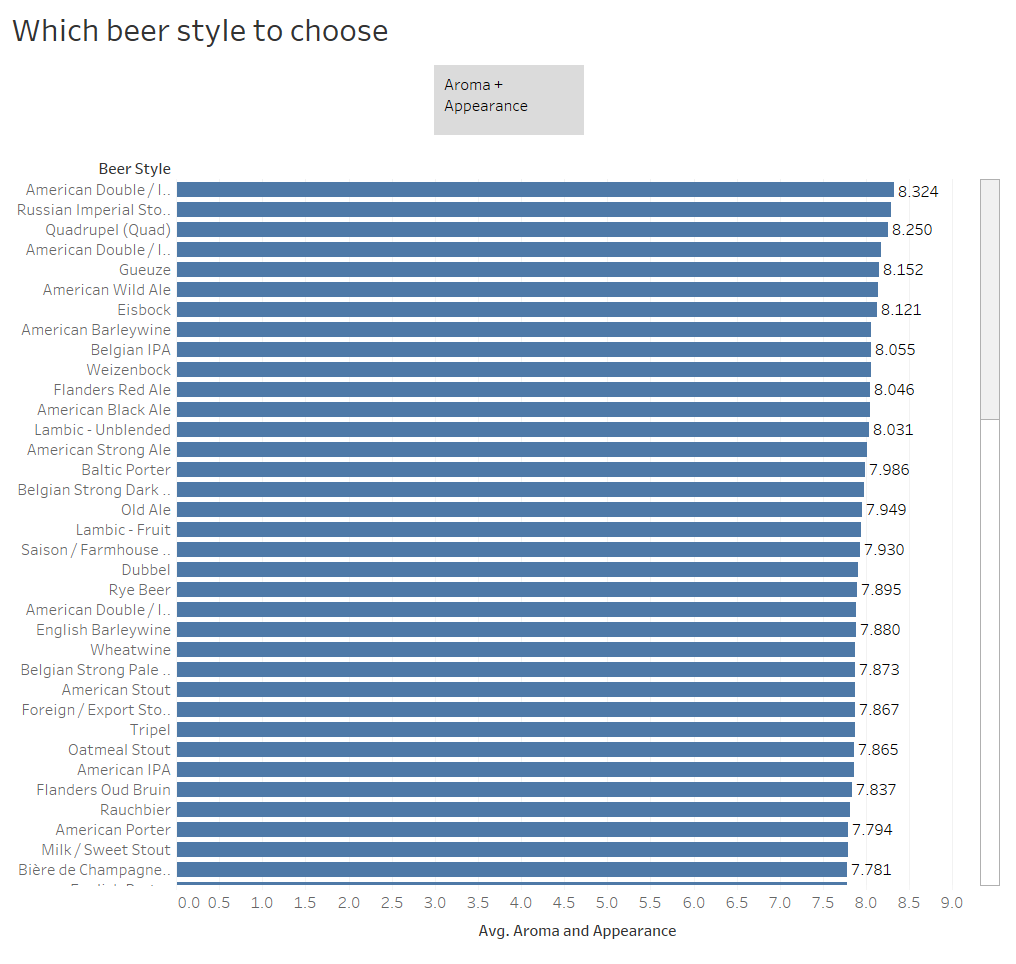 Which beer style to choose
Aroma +
Appearance
Beer Style
American Double / I..
8.324
Russian Imperial Sto..
Quadrupel (Quad)
8.250
American Double / I..
Gueuze
8.152
American Wild Ale
Eisbock
8.121
American Barleywine
Belgian IPA
8.055
Weizenbock
Flanders Red Ale
8.046
American Black Ale
Lambic - Unblended
8.031
American Strong Ale
Baltic Porter
7.986
Belgian Strong Dark ..
Old Ale
7.949
Lambic - Fruit
Saison / Farmhouse ..
7.930
Dubbel
Rye Beer
7.895
American Double / I..
English Barleywine
7.880
Wheatwine
Belgian Strong Pale ..
7.873
American Stout
Foreign / Export Sto..
7.867
Tripel
Oatmeal Stout
7.865
American IPA
Flanders Oud Bruin
7.837
Rauchbier
American Porter
7.794
Milk / Sweet Stout
Bière de Champagne..
7.781
0.0 0.5 1.0 1.5 2.0 2.5 3.0 3.5 4.0 4.5 5.0 5.5 6.0 6.5 7.0 7.5 8.0 8.5 9.0
Avg. Aroma and Appearance